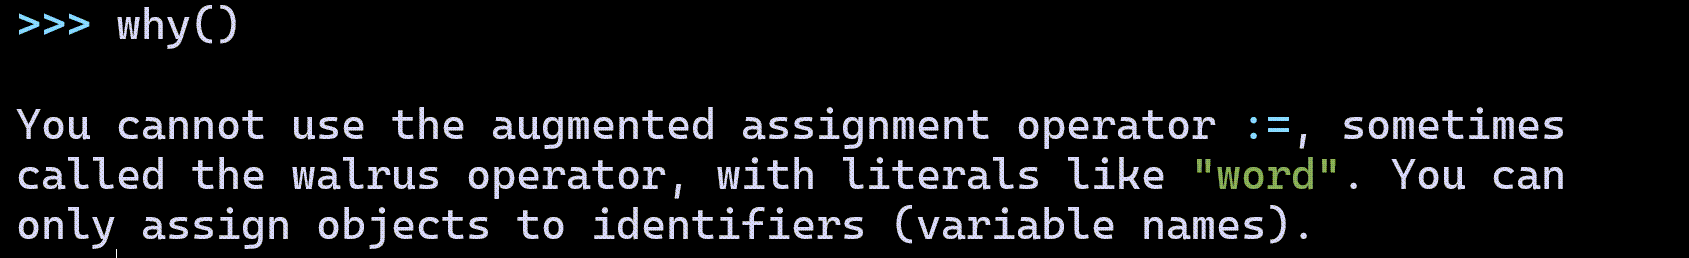 >>> why()
You cannot use the augmented assignment operator :=, sometimes
called the walrus operator, with literals like "word". You can
only assign objects to identifiers (variable names).